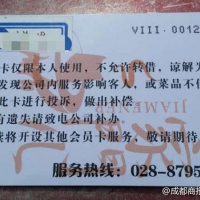 VIII.0012
卡仅限本人使用，不允许转借，谅解为
发现公司内服务影响客人，或菜品不佳
此卡进行投诉，做出补偿
有遗失请致电公司补办。
续将开设其他会员卡服务，敬请期待
服务热线：028-8795
JIAMENE
@成都商报